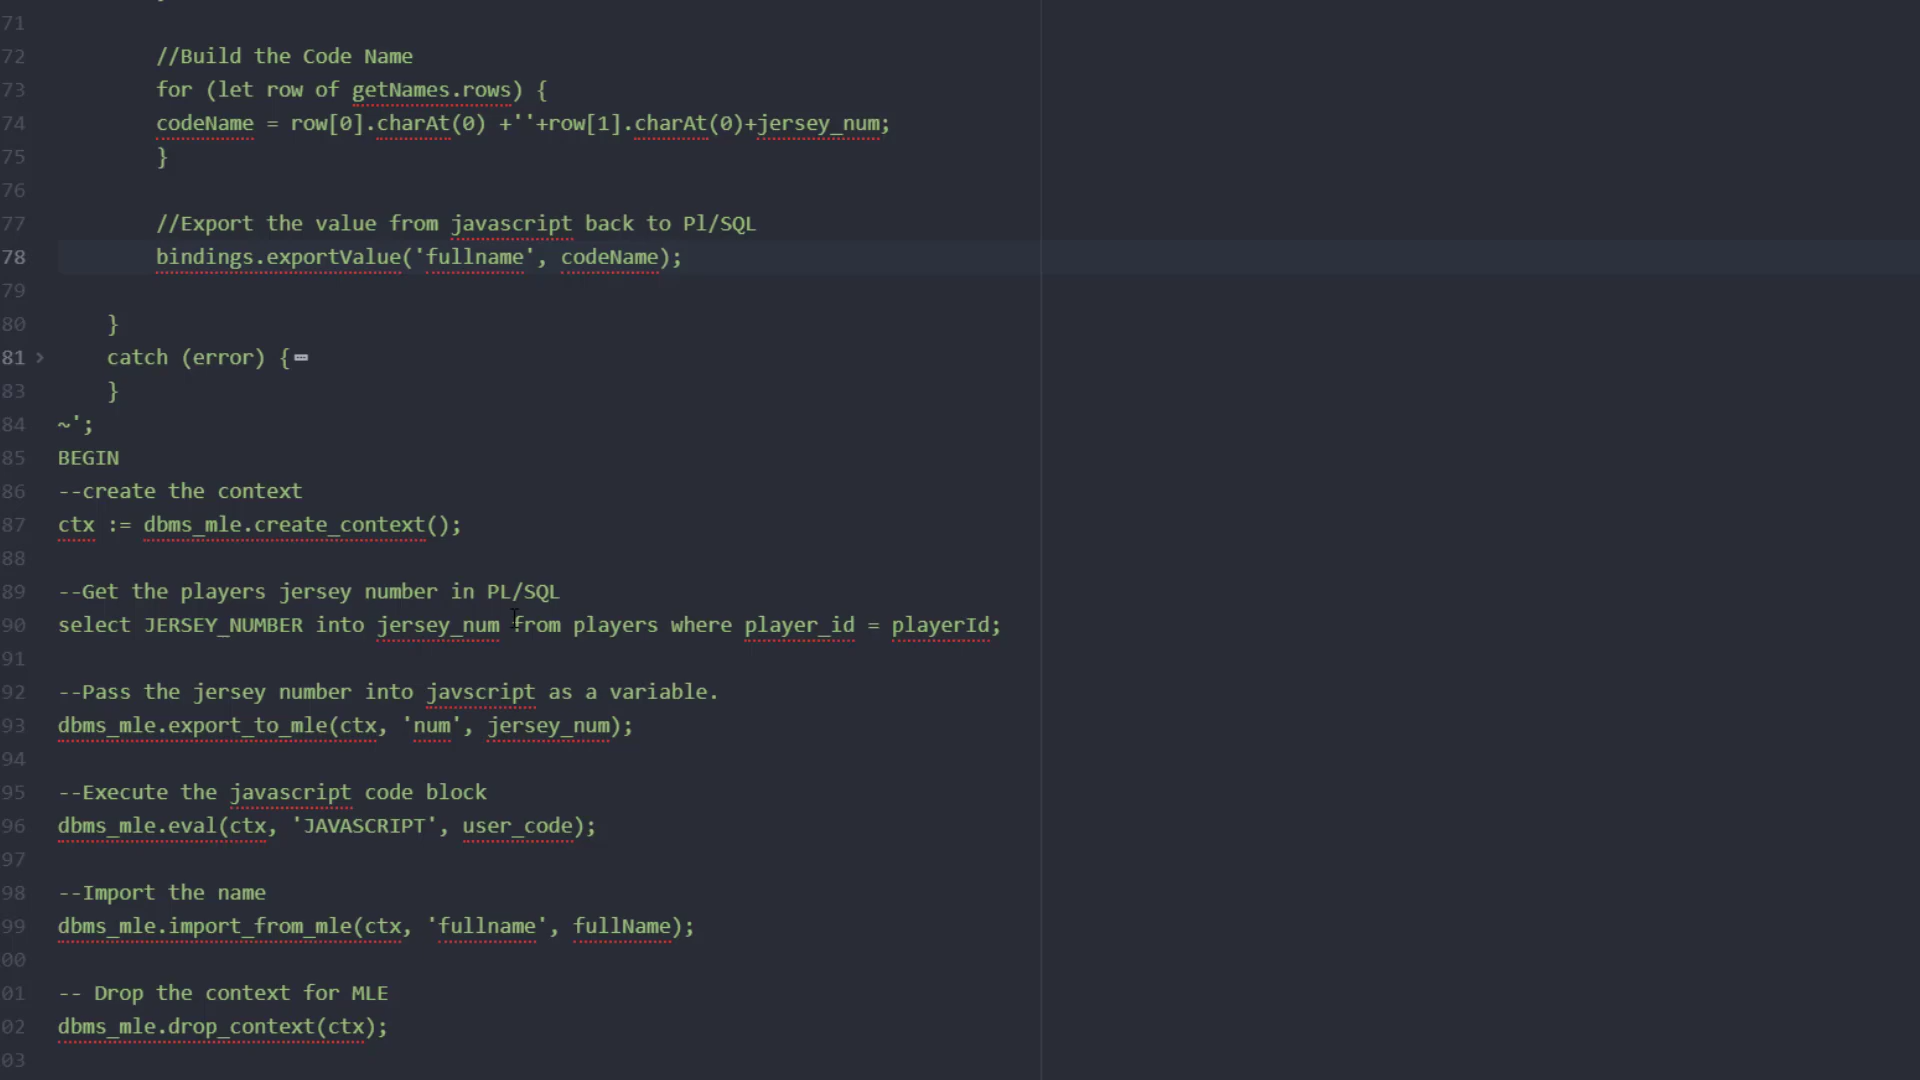 71
72 //Build the Code Name
73 for (let row of getNames.rows) {
74 codeName = row[0].charAt(0) +''+row[1].charAt(0)+jersey_num;
75 }
76
77 //Export the value from javascript back to Pl/SQL
78 bindings.exportValue('fullname', codeName);
79
80 }
81 catch (error) {
83 }
84 ~';
85 BEGIN
86 --create the context
87 ctx := dbms_mle.create_context();
88
89 --Get the players jersey number in PL/SQL
90 select JERSEY_NUMBER into jersey_num from players where player_id = playerId;
91
92 --Pass the jersey number into javscript as a variable.
93 dbms_mle.export_to_mle(ctx, 'num', jersey_num);
94
95 --Execute the javascript code block
96 dbms_mle.eval(ctx, 'JAVASCRIPT', user_code);
97
98 --Import the name
99 dbms_mle.import_from_mle(ctx, 'fullname', fullName);
00
01 -- Drop the context for MLE
02 dbms_mle.drop_context(ctx);
03